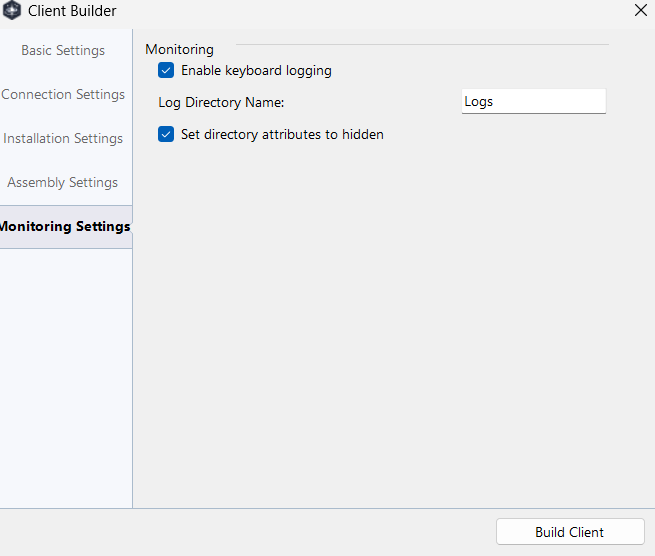 Client Builder
Basic Settings
Connection Settings
Installation Settings
Assembly Settings
Monitoring Settings
Monitoring
Enable keyboard logging
Log Directory Name:
Logs
Set directory attributes to hidden
Build Client